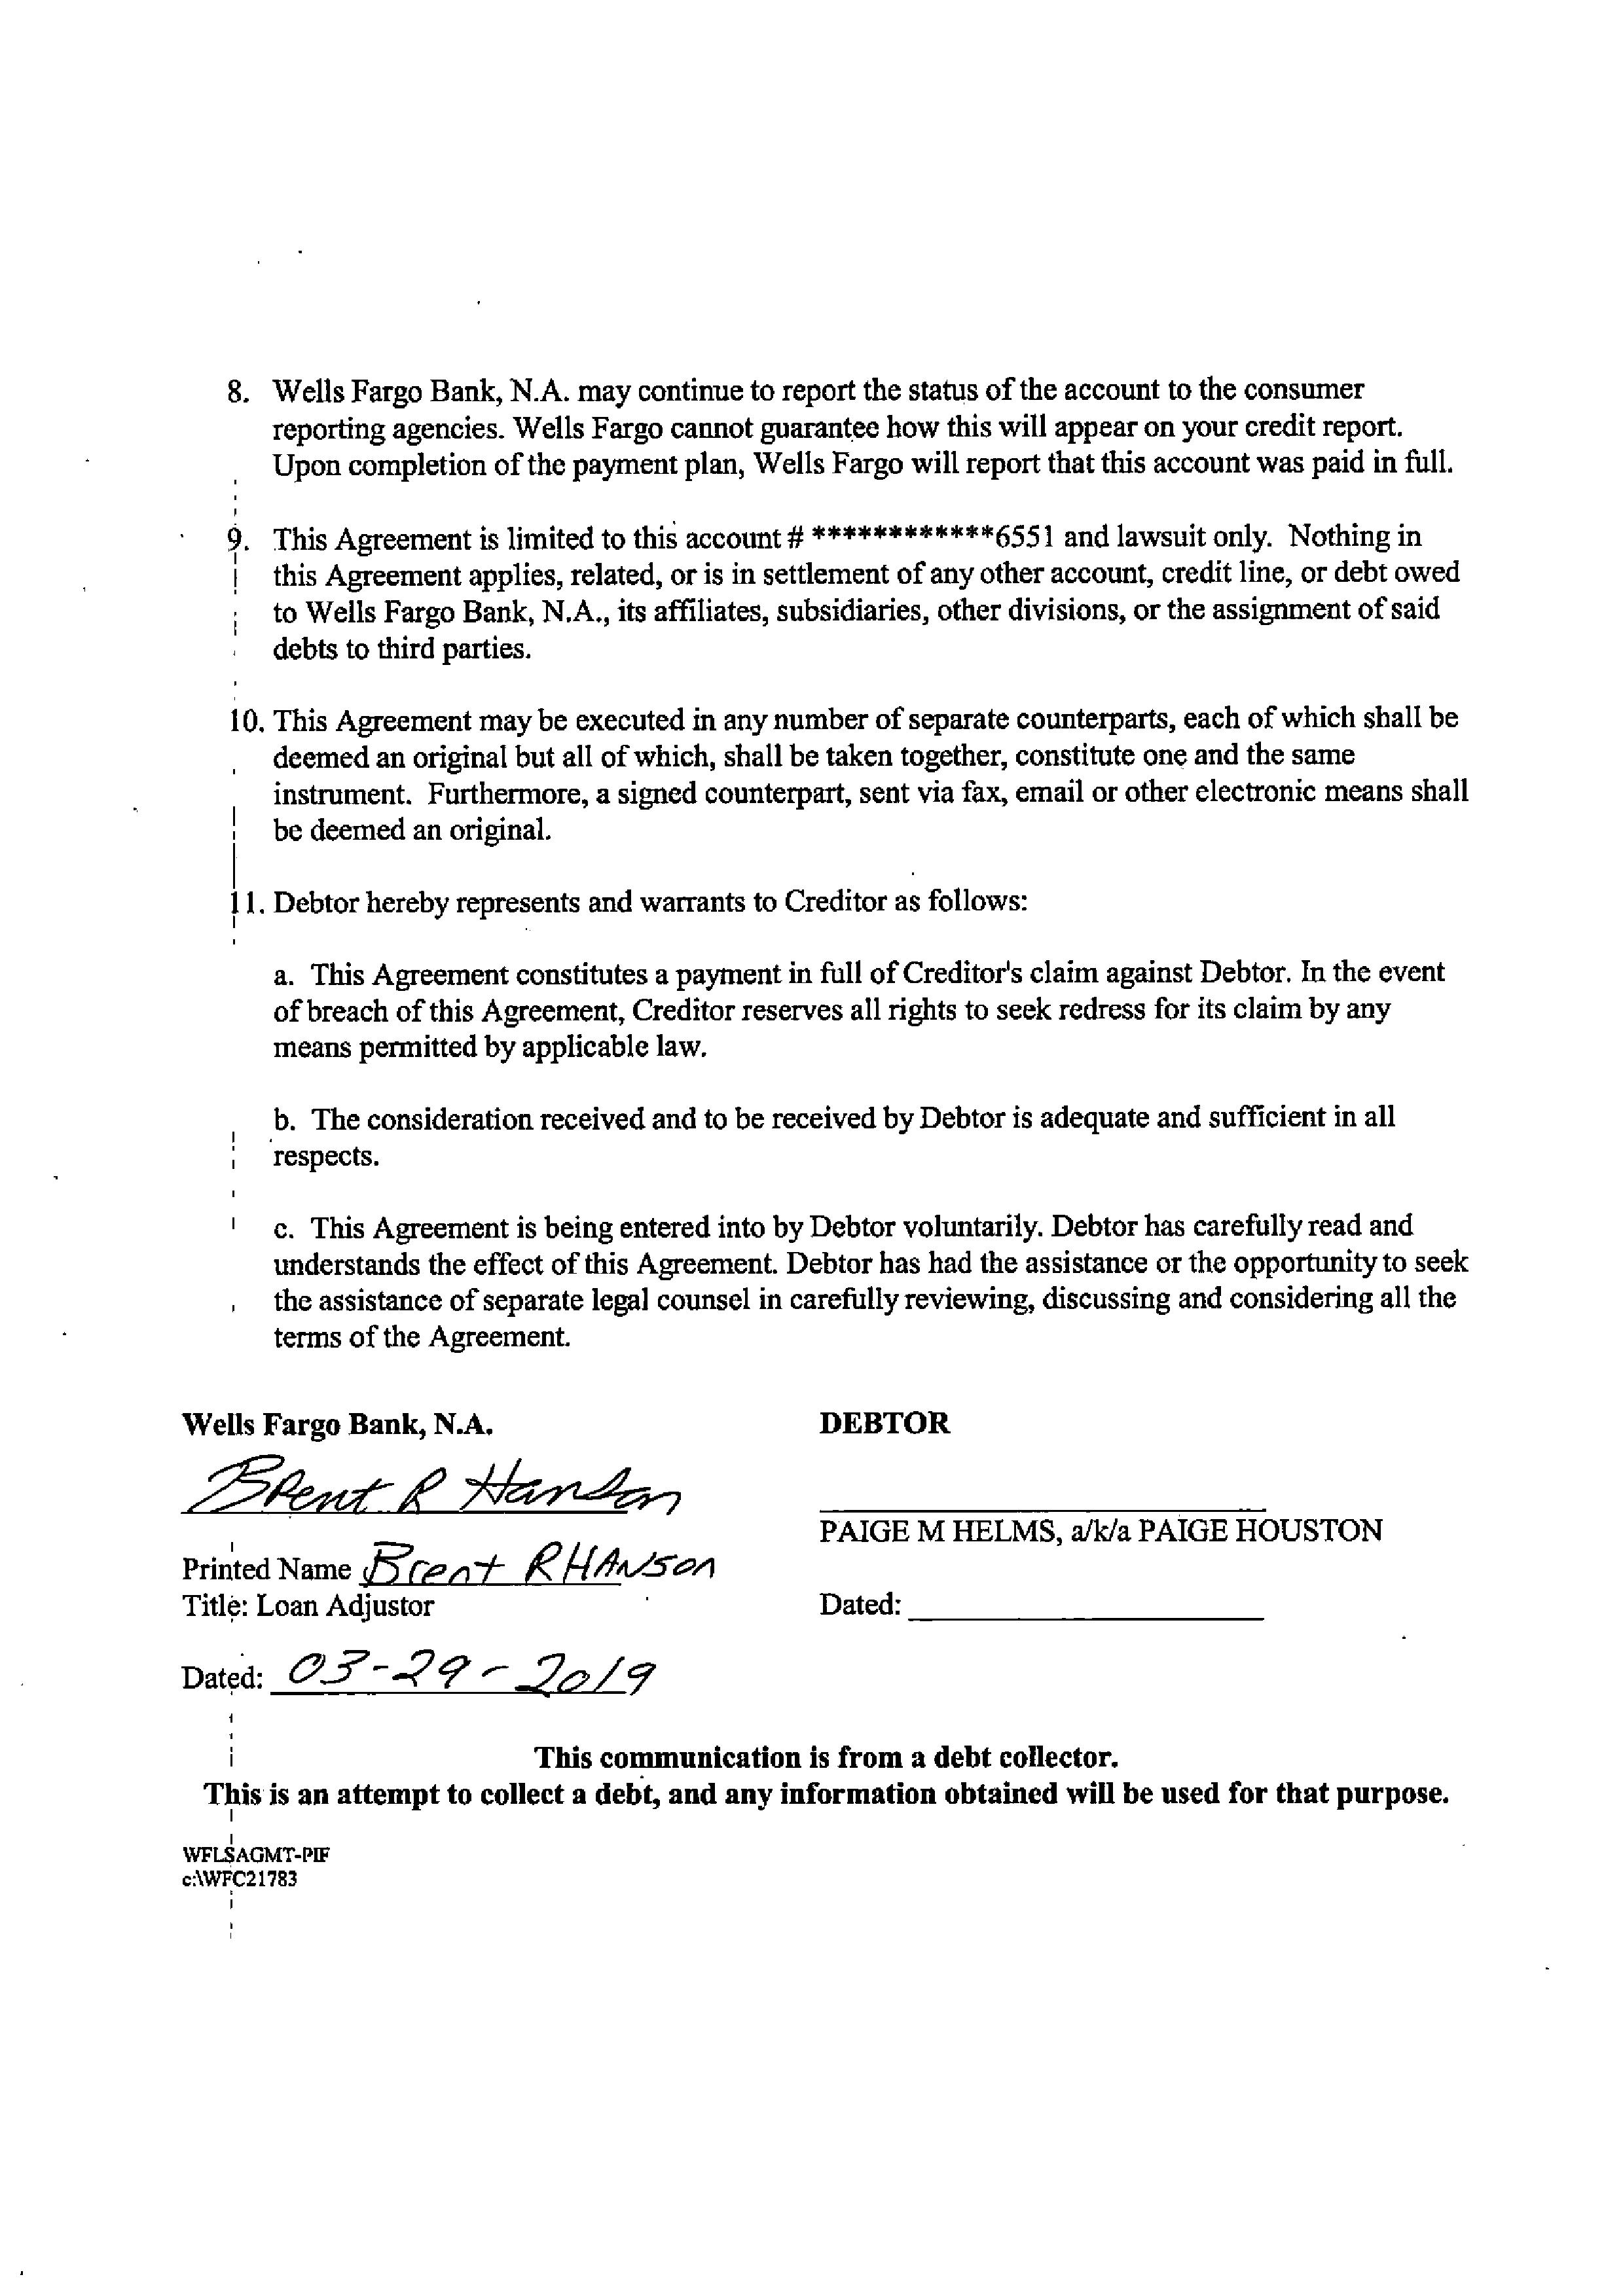 8. Wells Fargo Bank, N.A. may continue to report the status of the account to the consumer
reporting agencies. Wells Fargo cannot guarantee how this will appear on your credit report.
Upon completion of the payment plan, Wells Fargo will report that this account was paid in full.
9. This Agreement is limited to this account # ************6551 and lawsuit only. Nothing in
this Agreement applies, related, or is in settlement of any other account, credit line, or debt owed
to Wells Fargo Bank, N.A., its affiliates, subsidiaries, other divisions, or the assignment of said
debts to third parties.
10. This Agreement may be executed in any number of separate counterparts, each of which shall be
deemed an original but all of which, shall be taken together, constitute one and the same
instrument. Furthermore, a signed counterpart, sent via fax, email or other electronic means shall
be deemed an original.
11. Debtor hereby represents and warrants to Creditor as follows:
a. This Agreement constitutes a payment in full of Creditor's claim against Debtor. In the event
of breach of this Agreement, Creditor reserves all rights to seek redress for its claim by any
means permitted by applicable law.
b. The consideration received and to be received by Debtor is adequate and sufficient in all
respects.
c. This Agreement is being entered into by Debtor voluntarily. Debtor has carefully read and
understands the effect of this Agreement. Debtor has had the assistance or the opportunity to seek
the assistance of separate legal counsel in carefully reviewing, discussing and considering all the
terms of the Agreement.
Wells Fargo Bank, N.A.
Brent R Hanson
Printed Name Brent R HANson
Title: Loan Adjustor
Dated: 03-29-2019
DEBTOR
PAIGE M HELMS, a/k/a PAIGE HOUSTON
Dated:
This communication is from a debt collector.
This is an attempt to collect a debt, and any information obtained will be used for that purpose.
WFLSAGMT-PIF
c:\WFC21783